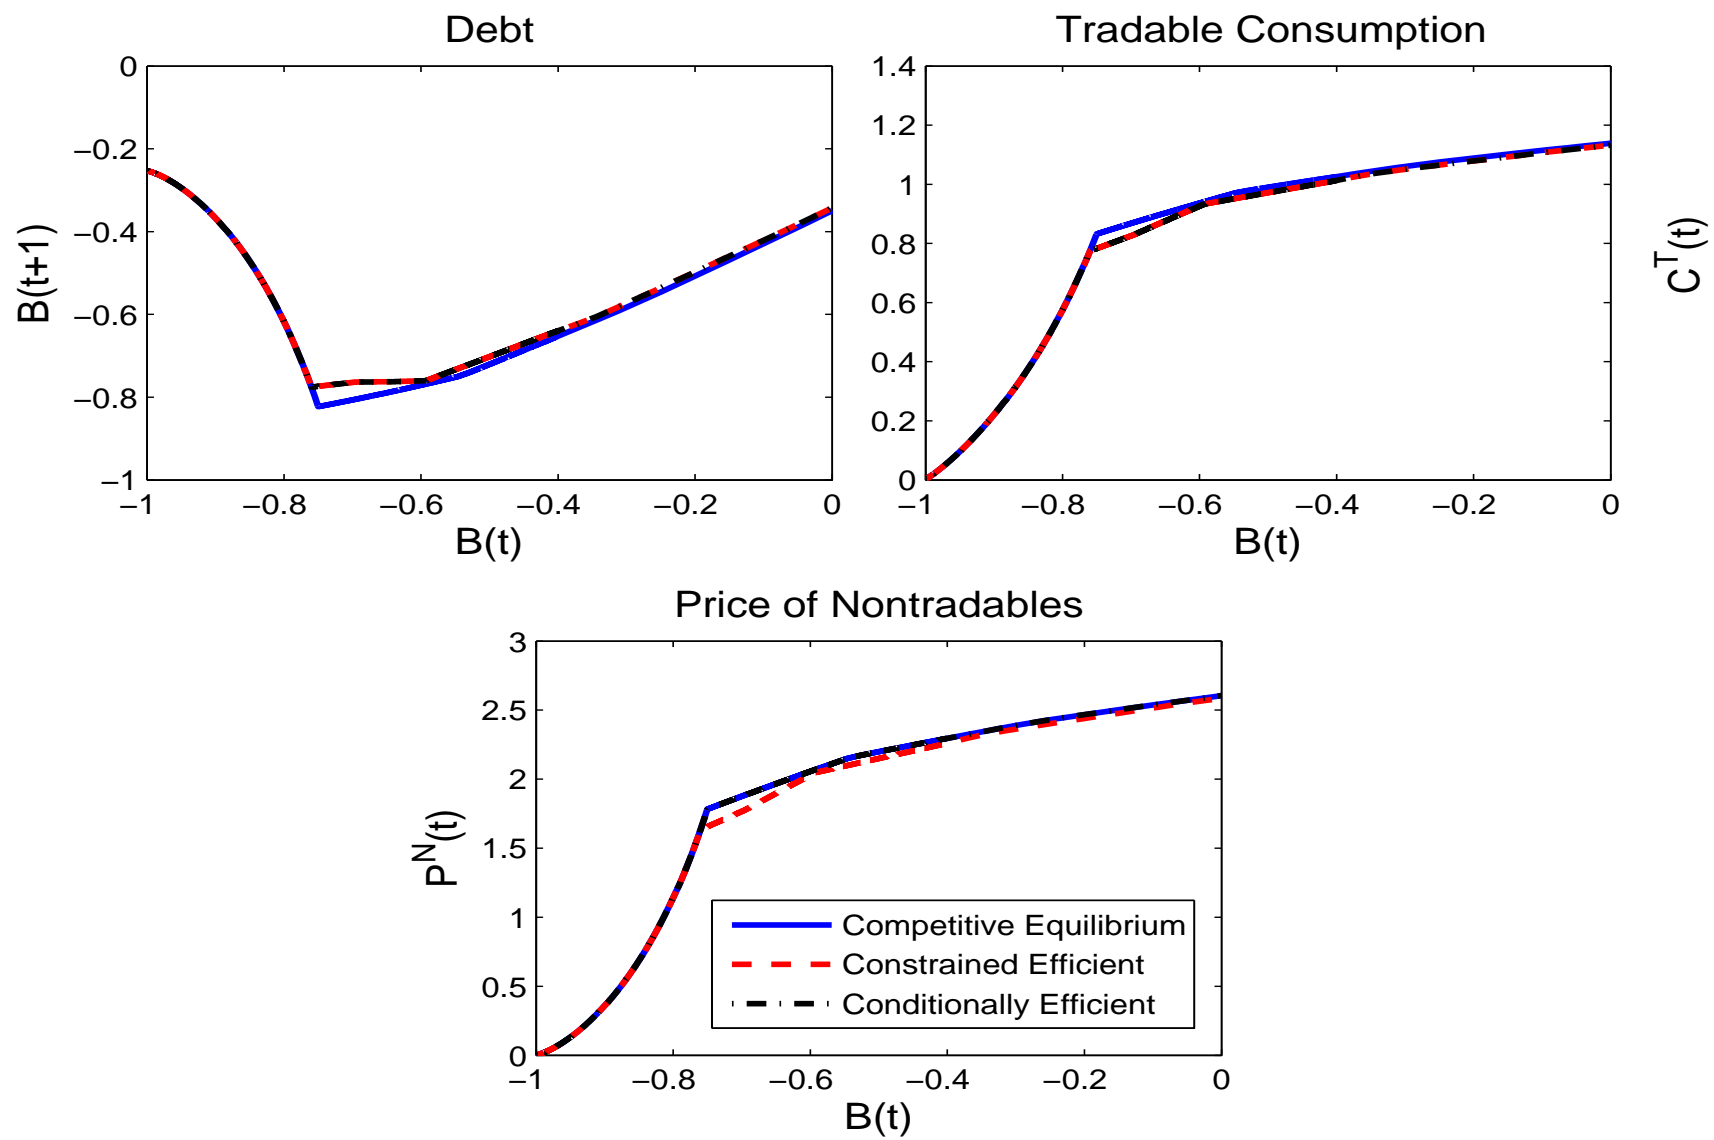 Debt
0
−0.2
−0.4
−0.6
−0.8
−1
B(t+1)
−1 −0.8 −0.6 −0.4 −0.2 0
B(t)
Tradable Consumption
1.4
1.2
1
0.8
0.6
0.4
0.2
0
C^T(t)
−1 −0.8 −0.6 −0.4 −0.2 0
B(t)
Price of Nontradables
3
2.5
2
1.5
1
0.5
0
P^N(t)
Competitive Equilibrium
Constrained Efficient
Conditionally Efficient
−1 −0.8 −0.6 −0.4 −0.2 0
B(t)